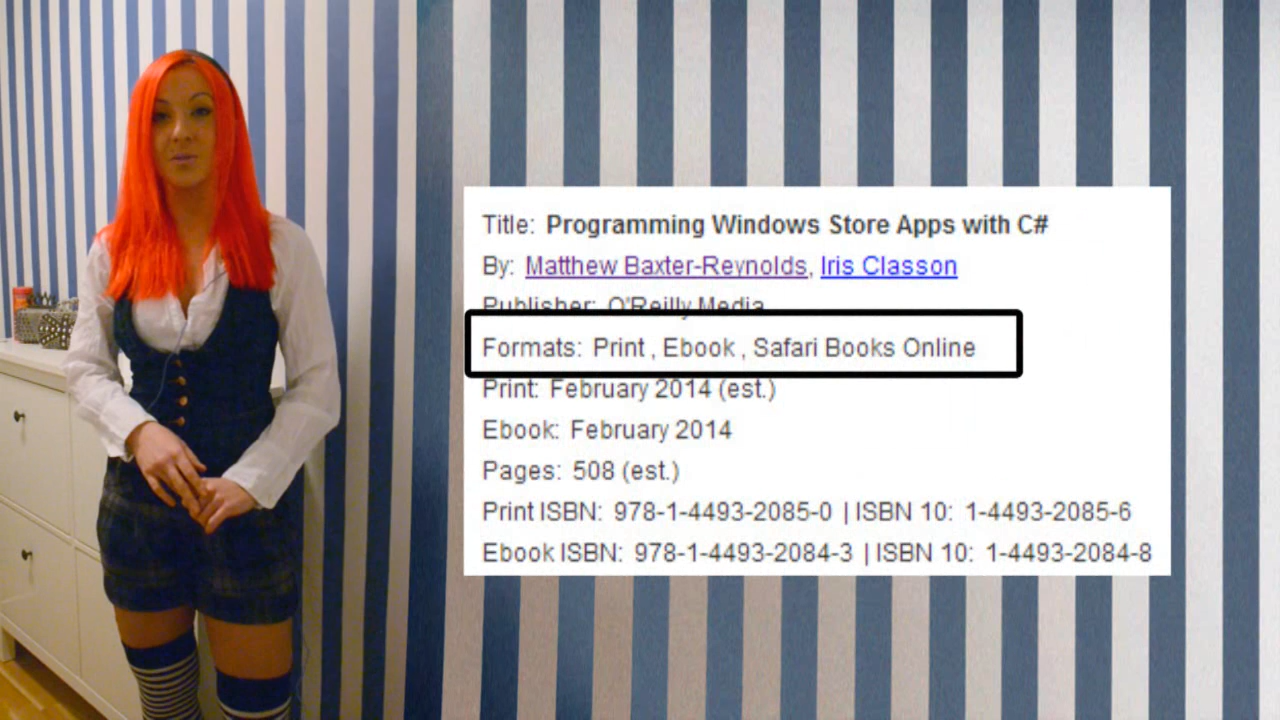 Title: Programming Windows Store Apps with C#
By: Matthew Baxter-Reynolds, Iris Classon
Publisher: O'Reilly Media
Formats: Print , Ebook , Safari Books Online
Print: February 2014 (est.)
Ebook: February 2014
Pages: 508 (est.)
Print ISBN: 978-1-4493-2085-0 | ISBN 10: 1-4493-2085-6
Ebook ISBN: 978-1-4493-2084-3 | ISBN 10: 1-4493-2084-8